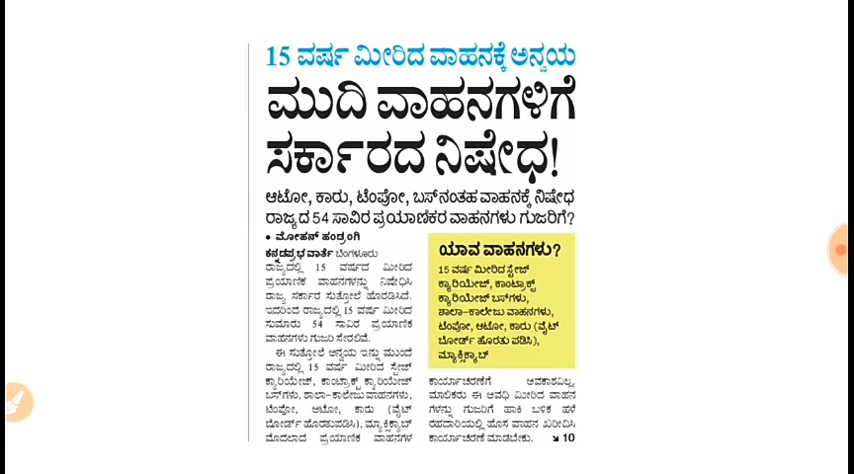 15 ವರ್ಷ ಮೀರಿದ ವಾಹನಕ್ಕೆ ಅನ್ವಯ
ಮುದಿ ವಾಹನಗಳಿಗೆ
ಸರ್ಕಾರದ ನಿಷೇಧ!
ಆಟೋ, ಕಾರು, ಟೆಂಪೋ, ಬಸ್‌ನಂತಹ ವಾಹನಕ್ಕೆ ನಿಷೇಧ
ರಾಜ್ಯದ 54 ಸಾವಿರ ಪ್ರಯಾಣಿಕರ ವಾಹನಗಳು ಗುಜರಿಗೆ?
• ಮೋಹನ್ ಹಂದ್ರಂಗಿ
ಕನ್ನಡಪ್ರಭ ವಾರ್ತೆ ಬೆಂಗಳೂರು
ರಾಜ್ಯದಲ್ಲಿ 15 ವರ್ಷದ ಮೀರಿದ
ಪ್ರಯಾಣಿಕ ವಾಹನಗಳನ್ನು ನಿಷೇಧಿಸಿ
ರಾಜ್ಯ ಸರ್ಕಾರ ಸುತ್ತೋಲೆ ಹೊರಡಿಸಿದೆ.
ಇದರಿಂದ ರಾಜ್ಯದಲ್ಲಿ 15 ವರ್ಷ ಮೀರಿದ
ಸುಮಾರು 54 ಸಾವಿರ ಪ್ರಯಾಣಿಕ
ವಾಹನಗಳು ಗುಜರಿ ಸೇರಲಿವೆ.
ಈ ಸುತ್ತೋಲೆ ಅನ್ವಯ ಇನ್ನು ಮುಂದೆ
ರಾಜ್ಯದಲ್ಲಿ 15 ವರ್ಷ ಮೀರಿದ ಸ್ಟೇಜ್
ಕ್ಯಾರಿಯೇಜ್, ಕಾಂಟ್ರಾಕ್ಟ್ ಕ್ಯಾರಿಯೇಜ್
ಬಸ್‌ಗಳು, ಶಾಲಾ-ಕಾಲೇಜು ವಾಹನಗಳು,
ಟೆಂಪೋ, ಆಟೋ, ಕಾರು (ವೈಟ್
ಬೋರ್ಡ್ ಹೊರತುಪಡಿಸಿ), ಮ್ಯಾಕ್ಸಿಕ್ಯಾಬ್
ಮೊದಲಾದ ಪ್ರಯಾಣಿಕ ವಾಹನಗಳ
ಯಾವ ವಾಹನಗಳು?
15 ವರ್ಷ ಮೀರಿದ ಸ್ಟೇಜ್
ಕ್ಯಾರಿಯೇಜ್, ಕಾಂಟ್ರಾಕ್ಟ್
ಕ್ಯಾರಿಯೇಜ್ ಬಸ್‌ಗಳು,
ಶಾಲಾ-ಕಾಲೇಜು ವಾಹನಗಳು,
ಟೆಂಪೋ, ಆಟೋ, ಕಾರು (ವೈಟ್
ಬೋರ್ಡ್ ಹೊರತು ಪಡಿಸಿ),
ಮ್ಯಾಕ್ಸಿಕ್ಯಾಬ್
ಕಾರ್ಯಾಚರಣೆಗೆ ಅವಕಾಶವಿಲ್ಲ.
ಮಾಲಿಕರು ಈ ಅವಧಿ ಮೀರಿದ ವಾಹನ
ಗಳನ್ನು ಗುಜರಿಗೆ ಹಾಕಿ ಬಳಿಕ ಹಳೆ
ರಹದಾರಿಯಲ್ಲಿ ಹೊಸ ವಾಹನ ಖರೀದಿಸಿ
ಕಾರ್ಯಾಚರಣೆ ಮಾಡಬೇಕು. ⇲ 10